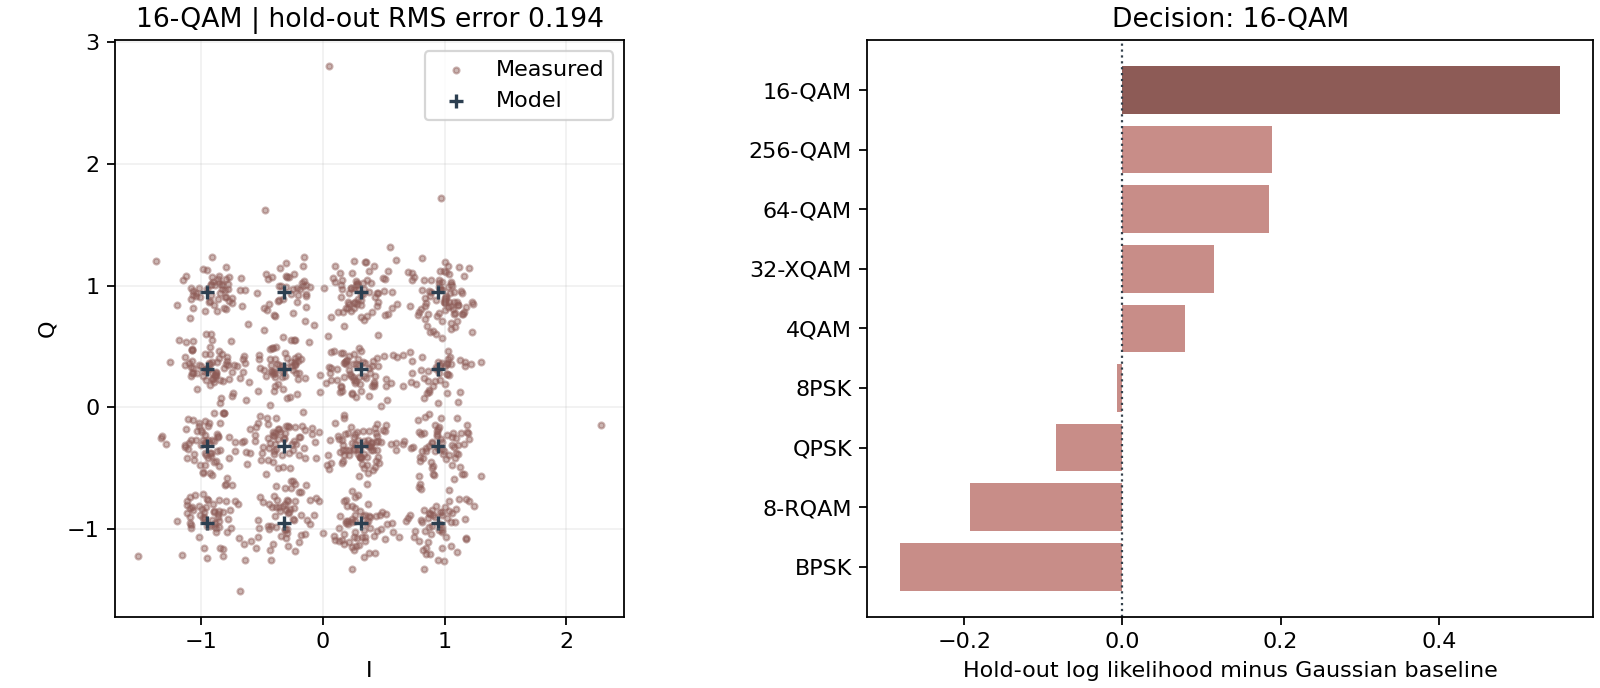 16-QAM | hold-out RMS error 0.194
Measured
Model
3
2
1
0
−1
Q
−1
0
1
2
I
Decision: 16-QAM
16-QAM
256-QAM
64-QAM
32-XQAM
4QAM
8PSK
QPSK
8-RQAM
BPSK
−0.2
0.0
0.2
0.4
Hold-out log likelihood minus Gaussian baseline